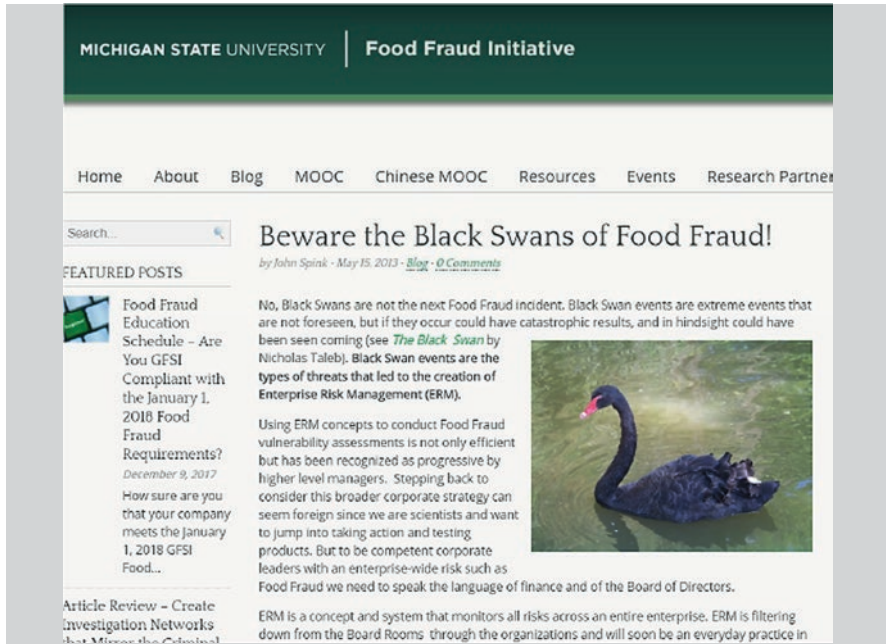 MICHIGAN STATE UNIVERSITY | Food Fraud Initiative
Home About Blog MOOC Chinese MOOC Resources Events Research Partner
Search...
FEATURED POSTS
Food Fraud
Education
Schedule – Are
You GFSI
Compliant with
the January 1,
2018 Food
Fraud
Requirements?
December 9, 2017
How sure are you
that your company
meets the January
1, 2018 GFSI
Food...
Article Review – Create
Investigation Networks
that Mirror the Criminal
Beware the Black Swans of Food Fraud!
by John Spink - May 15, 2013 - Blog - 0 Comments
No, Black Swans are not the next Food Fraud incident. Black Swan events are extreme events that
are not foreseen, but if they occur could have catastrophic results, and in hindsight could have
been seen coming (see The Black Swan by
Nicholas Taleb). Black Swan events are the
types of threats that led to the creation of
Enterprise Risk Management (ERM).
Using ERM concepts to conduct Food Fraud
vulnerability assessments is not only efficient
but has been recognized as progressive by
higher level managers. Stepping back to
consider this broader corporate strategy can
seem foreign since we are scientists and want
to jump into taking action and testing
products. But to be competent corporate
leaders with an enterprise-wide risk such as
Food Fraud we need to speak the language of finance and of the Board of Directors.
ERM is a concept and system that monitors all risks across an entire enterprise. ERM is filtering
down from the Board Rooms through the organizations and will soon be an everyday practice in